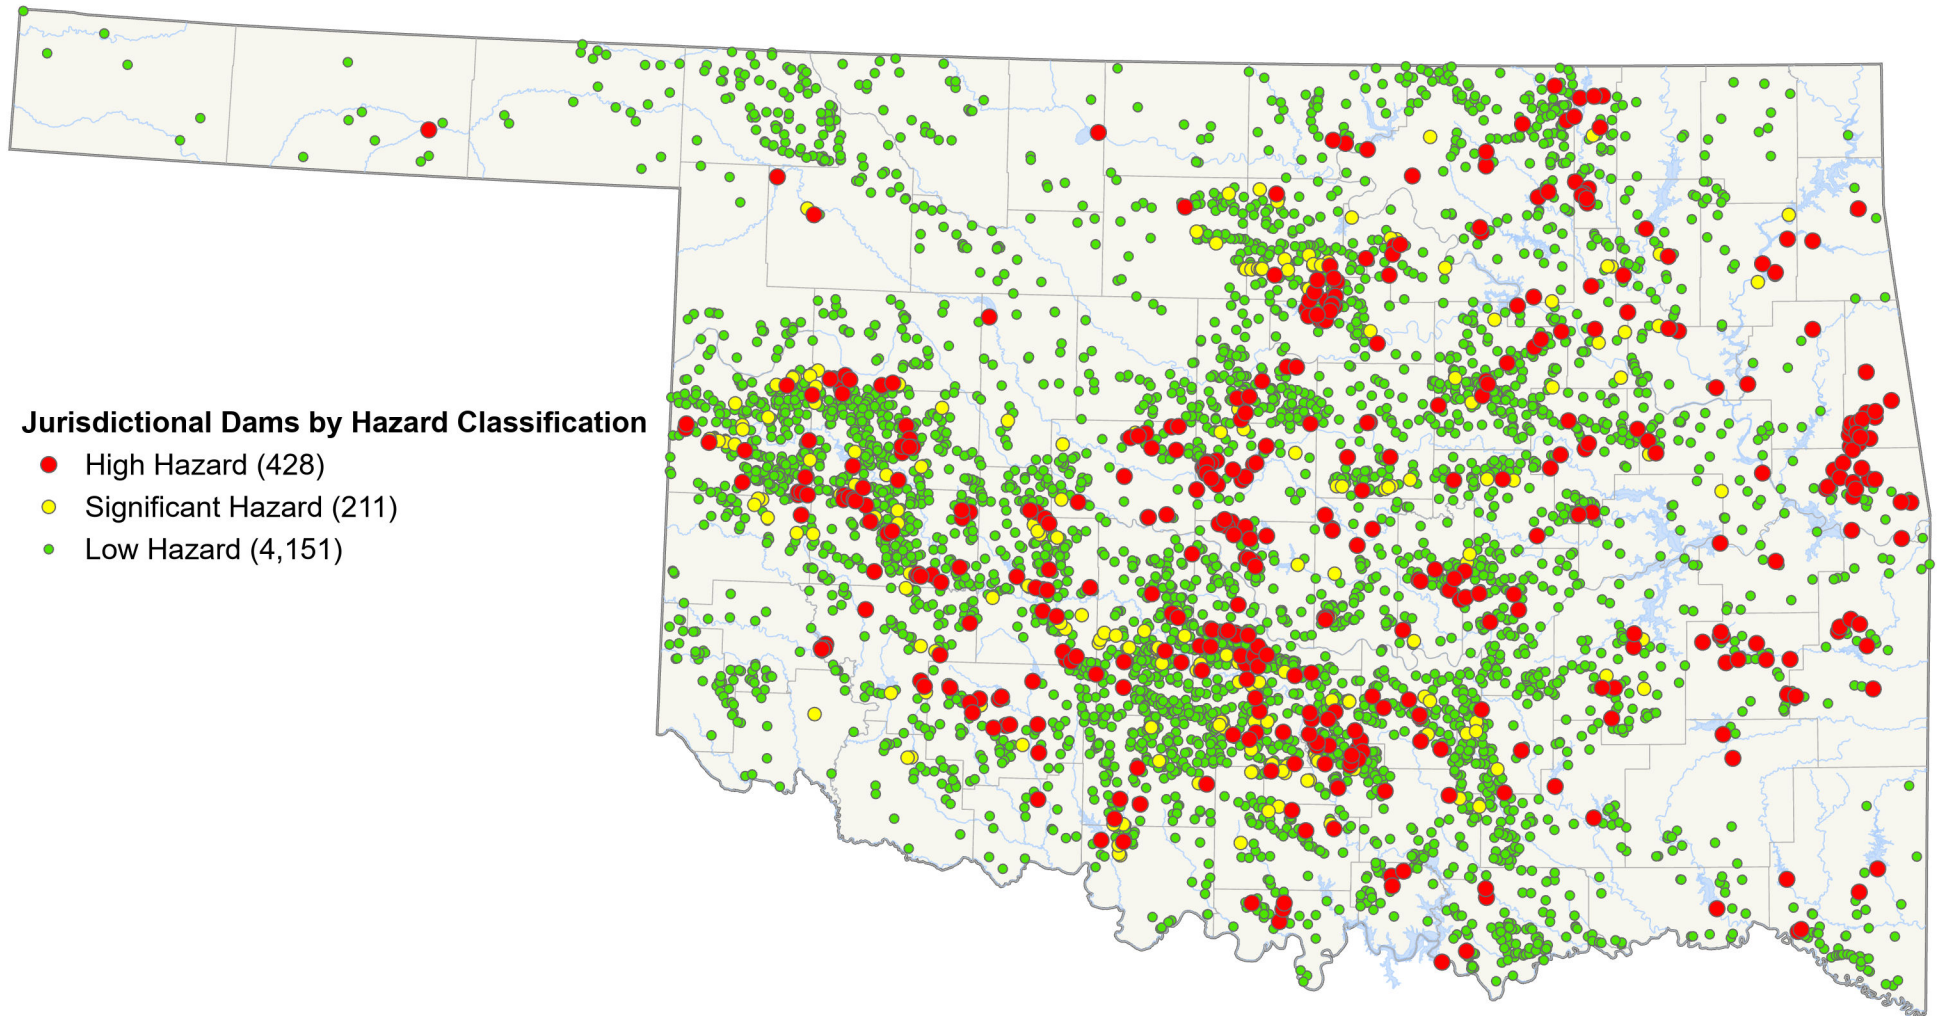 Jurisdictional Dams by Hazard Classification
High Hazard (428)
Significant Hazard (211)
Low Hazard (4,151)